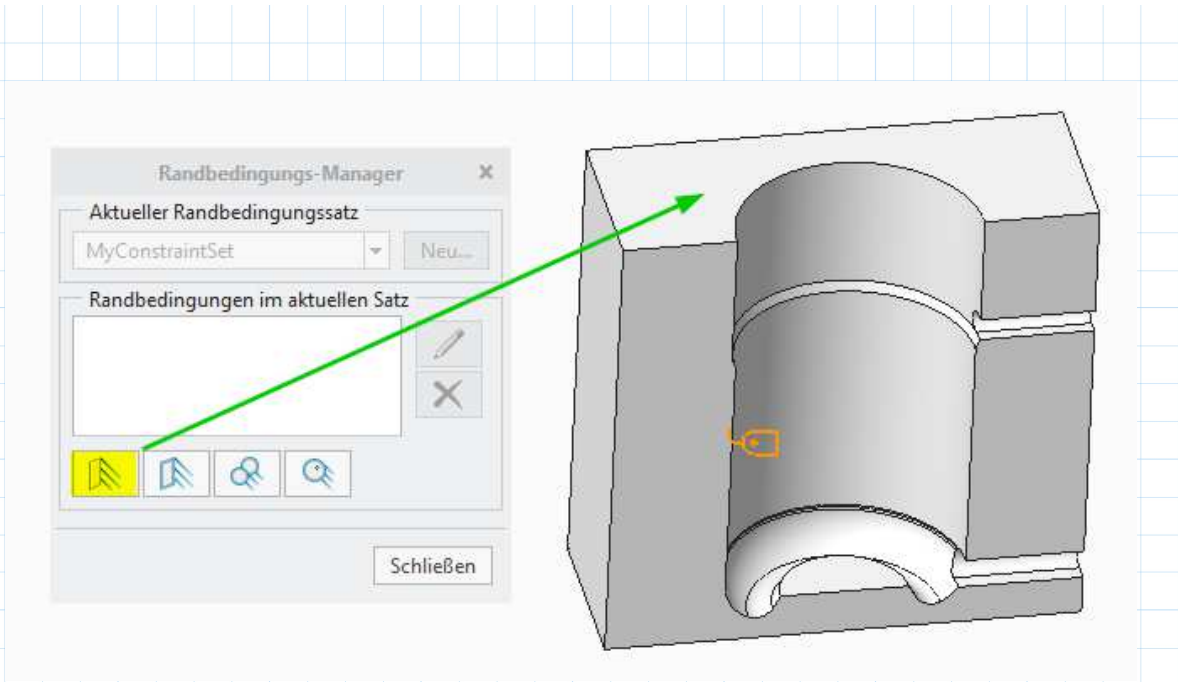 Randbedingungs-Manager
Aktueller Randbedingungssatz
MyConstraintSet
Neu...
Randbedingungen im aktuellen Satz
Schließen